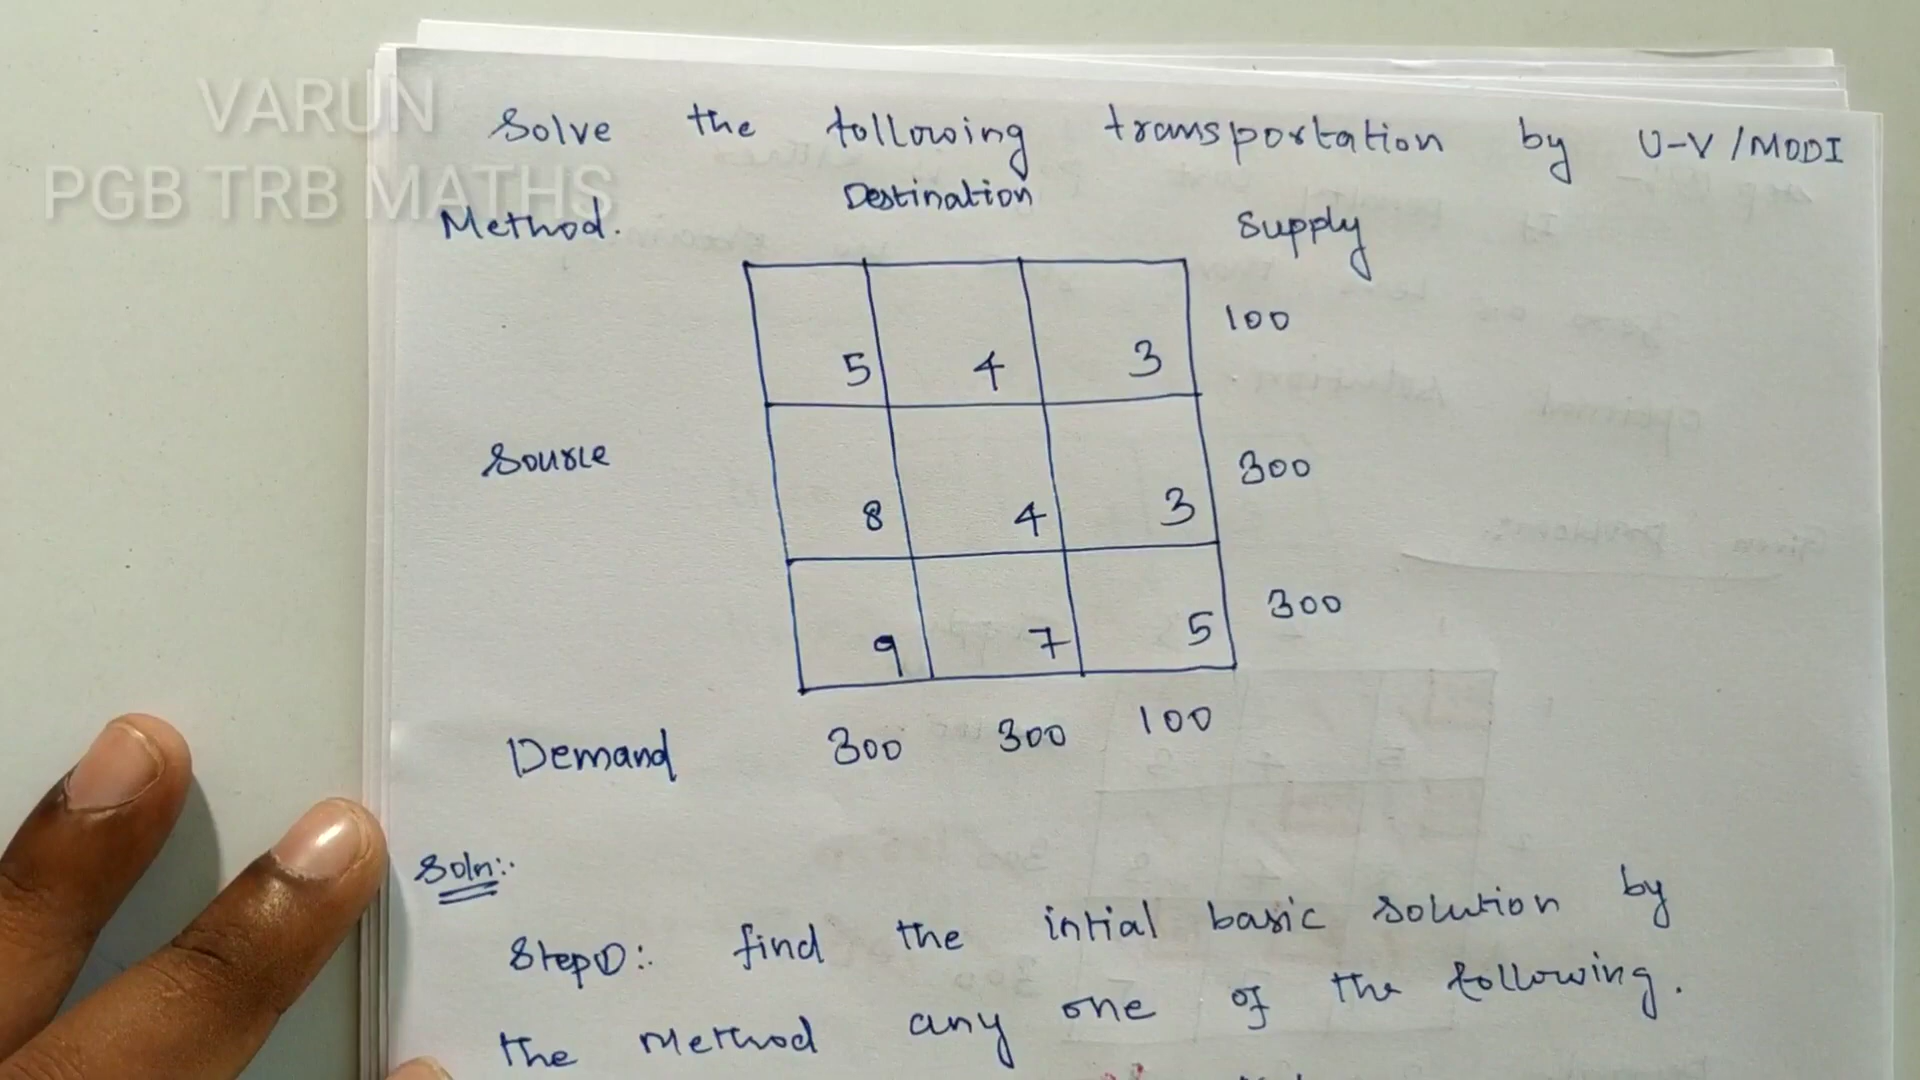 VARUN
PGB TRB MATHS
Solve the following transportation by U-V/MODI
Method.
Destination
Supply
5 4 3 100
Source
8 4 3 300
9 7 5 300
Demand 300 300 100
Soln:-
Step①:- find the intial basic solution by
the Method any one of the following.